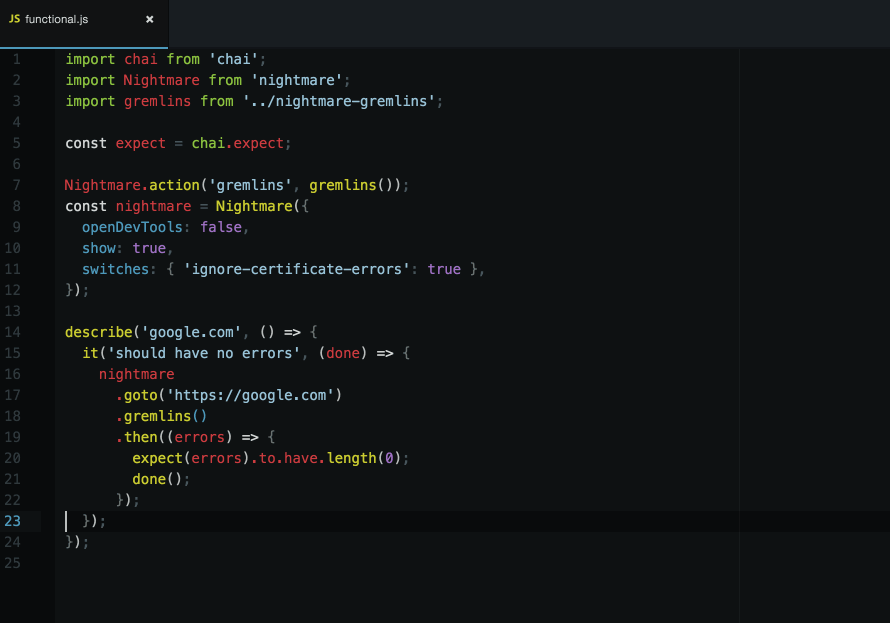 JS functional.js ×
1 import chai from 'chai';
2 import Nightmare from 'nightmare';
3 import gremlins from '../nightmare-gremlins';
4
5 const expect = chai.expect;
6
7 Nightmare.action('gremlins', gremlins());
8 const nightmare = Nightmare({
9   openDevTools: false,
10   show: true,
11   switches: { 'ignore-certificate-errors': true },
12 });
13
14 describe('google.com', () => {
15   it('should have no errors', (done) => {
16     nightmare
17       .goto('https://google.com')
18       .gremlins()
19       .then((errors) => {
20         expect(errors).to.have.length(0);
21         done();
22       });
23   });
24 });
25